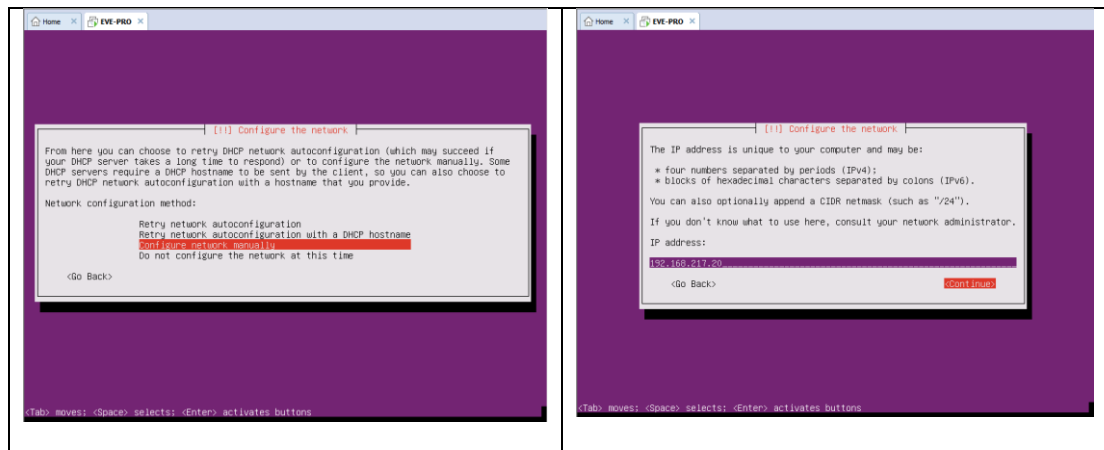 Home × EVE-PRO ×
[!!] Configure the network
From here you can choose to retry DHCP network autoconfiguration (which may succeed if
your DHCP server takes a long time to respond) or to configure the network manually. Some
DHCP servers require a DHCP hostname to be sent by the client, so you can also choose to
retry DHCP network autoconfiguration with a hostname that you provide.
Network configuration method:
Retry network autoconfiguration
Retry network autoconfiguration with a DHCP hostname
Configure network manually
Do not configure the network at this time
<Go Back>
<Tab> moves; <Space> selects; <Enter> activates buttons
Home × EVE-PRO ×
[!!] Configure the network
The IP address is unique to your computer and may be:
* four numbers separated by periods (IPv4);
* blocks of hexadecimal characters separated by colons (IPv6).
You can also optionally append a CIDR netmask (such as "/24").
If you don't know what to use here, consult your network administrator.
IP address:
192.168.217.20
<Go Back> <Continue>
<Tab> moves; <Space> selects; <Enter> activates buttons